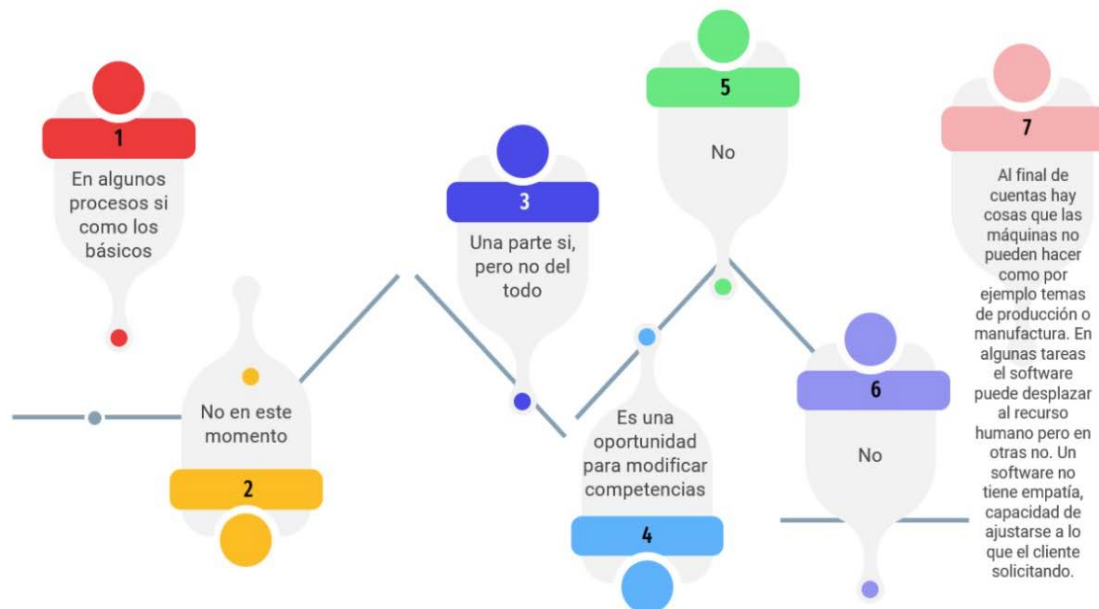 1
En algunos
procesos si
como los
básicos
2
No en este
momento
3
Una parte si,
pero no del
todo
4
Es una
oportunidad
para modificar
competencias
5
No
6
No
7
Al final de
cuentas hay
cosas que las
máquinas no
pueden hacer
como por
ejemplo temas
de producción o
manufactura. En
algunas tareas
el software
puede desplazar
al recurso
humano pero en
otras no. Un
software no
tiene empatía,
capacidad de
ajustarse a lo
que el cliente
solicitando.